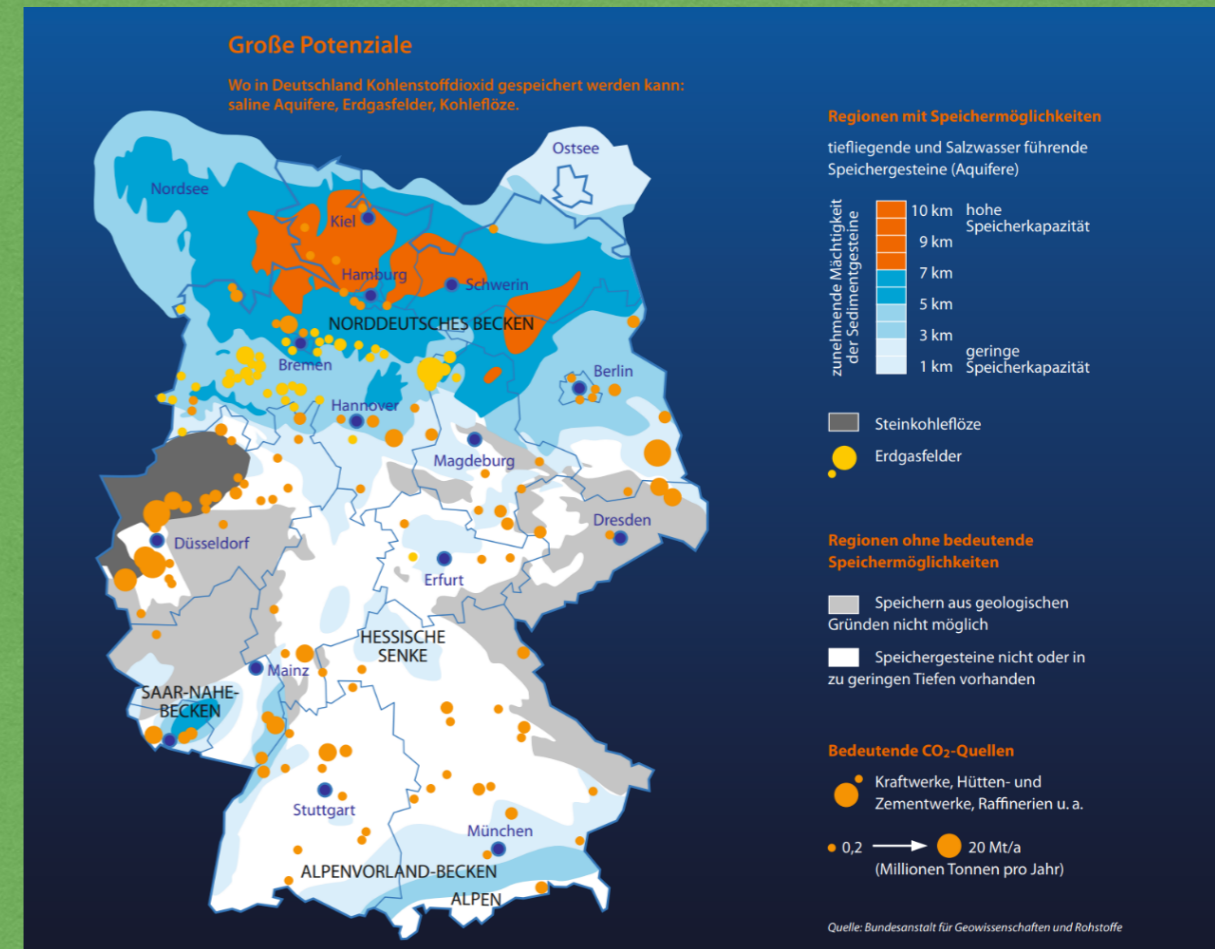 Große Potenziale
Wo in Deutschland Kohlenstoffdioxid gespeichert werden kann:
saline Aquifere, Erdgasfelder, Kohleflöze.
Ostsee
Nordsee
Kiel
Hamburg
Schwerin
NORDDEUTSCHES BECKEN
Bremen
Berlin
Hannover
Magdeburg
Düsseldorf
Dresden
Erfurt
HESSISCHE
SENKE
Mainz
SAAR-NAHE-
BECKEN
Stuttgart
München
ALPENVORLAND-BECKEN
ALPEN
Regionen mit Speichermöglichkeiten
tiefliegende und Salzwasser führende
Speichergesteine (Aquifere)
zunehmende Mächtigkeit
der Sedimentgesteine
10 km hohe
Speicherkapazität
9 km
7 km
5 km
3 km
geringe
1 km Speicherkapazität
Steinkohleflöze
Erdgasfelder
Regionen ohne bedeutende
Speichermöglichkeiten
Speichern aus geologischen
Gründen nicht möglich
Speichergesteine nicht oder in
zu geringen Tiefen vorhanden
Bedeutende CO₂-Quellen
Kraftwerke, Hütten- und
Zementwerke, Raffinerien u. a.
0,2 20 Mt/a
(Millionen Tonnen pro Jahr)
Quelle: Bundesanstalt für Geowissenschaften und Rohstoffe